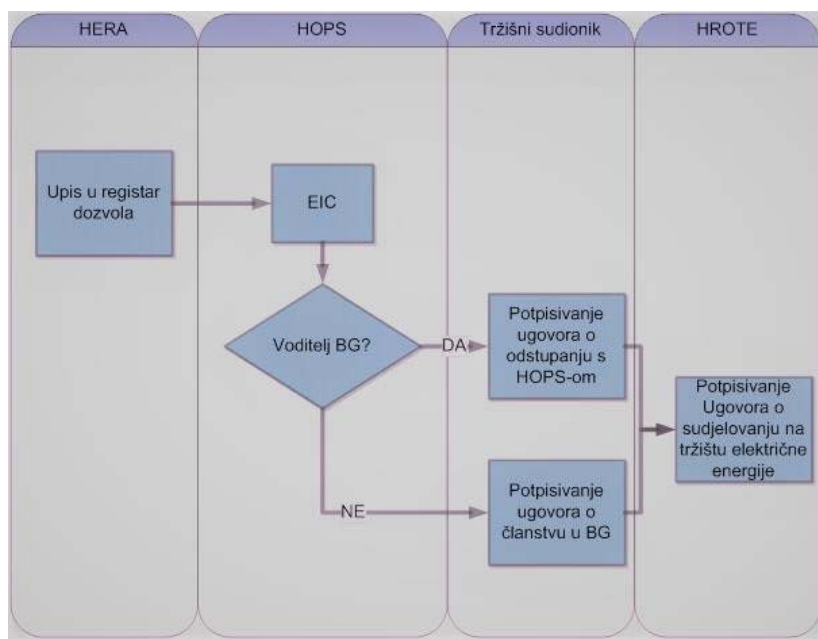 HERA
HOPS
Tržišni sudionik
HROTE
Upis u registar
dozvola
EIC
Voditelj BG?
DA
Potpisivanje
ugovora o
odstupanju s
HOPS-om
Potpisivanje
Ugovora o
sudjelovanju na
tržištu električne
energije
NE
Potpisivanje
ugovora o
članstvu u BG